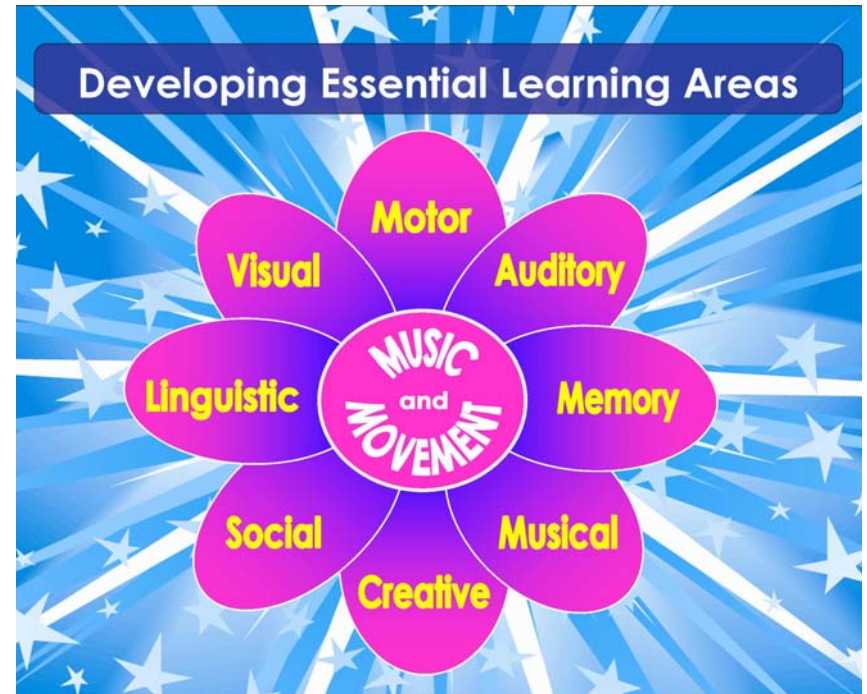 Developing Essential Learning Areas
Motor
Visual
Auditory
Linguistic
MUSIC
and
MOVEMENT
Memory
Social
Musical
Creative